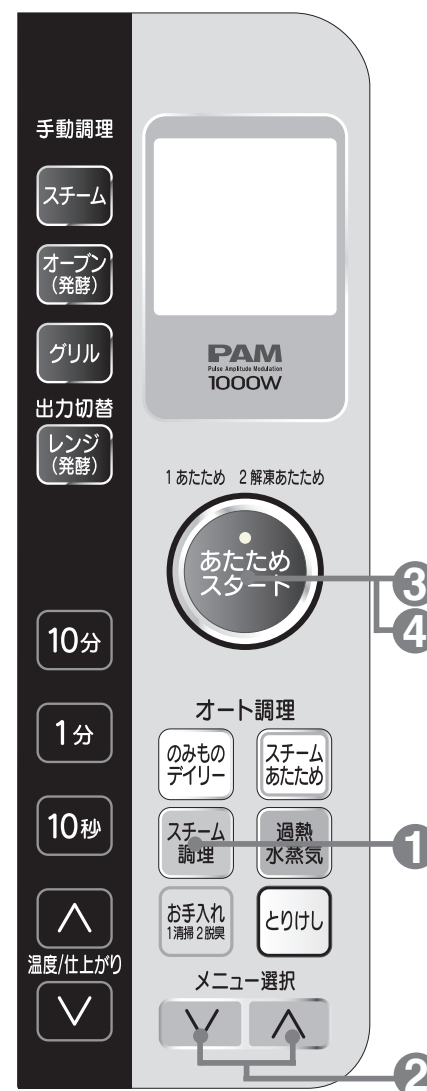 手動調理
スチーム
オーブン
(発酵)
グリル
出力切替
レンジ
(発酵)
10分
1分
10秒
∧
温度/仕上がり
∨
PAM
Pulse Amplitude Modulation
1000W
1あたため 2解凍あたため
あたため
スタート
3
4
オート調理
のみもの
デイリー
スチーム
あたため
スチーム
調理
過熱
水蒸気
1
お手入れ
1清掃2脱臭
とりけし
メニュー選択
∨ ∧
2